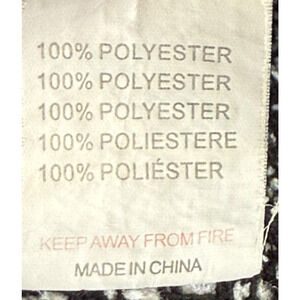 100% POLYESTER
100% POLYESTER
100% POLYESTER
100% POLIESTERE
100% POLIÉSTER
KEEP AWAY FROM FIRE
MADE IN CHINA